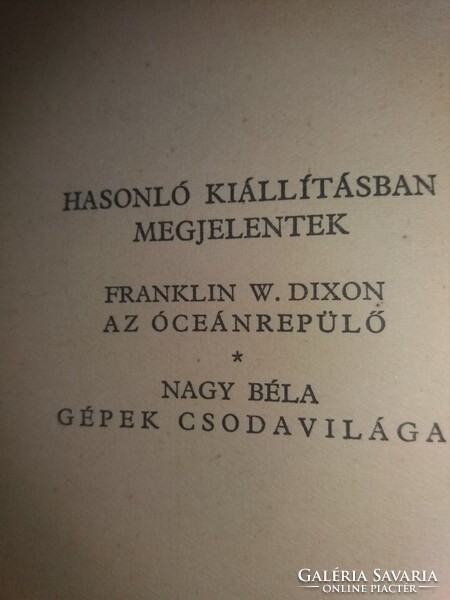 HASONLÓ KIÁLLÍTÁSBAN
MEGJELENTEK
FRANKLIN W. DIXON
AZ ÓCEÁNREPÜLŐ
*
NAGY BÉLA
GÉPEK CSODAVILÁGA
GALÉRIA SAVARIA
ONLINE PIACTÉR